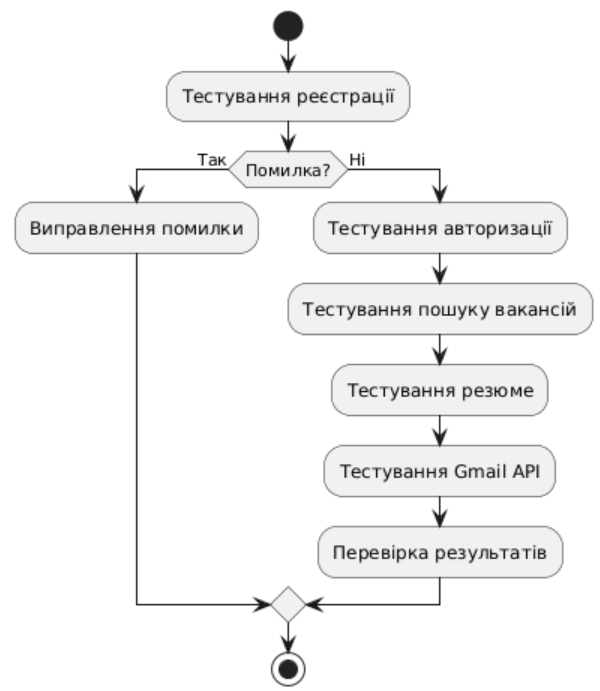 Тестування реєстрації
Так
Помилка?
Ні
Виправлення помилки
Тестування авторизації
Тестування пошуку вакансій
Тестування резюме
Тестування Gmail API
Перевірка результатів